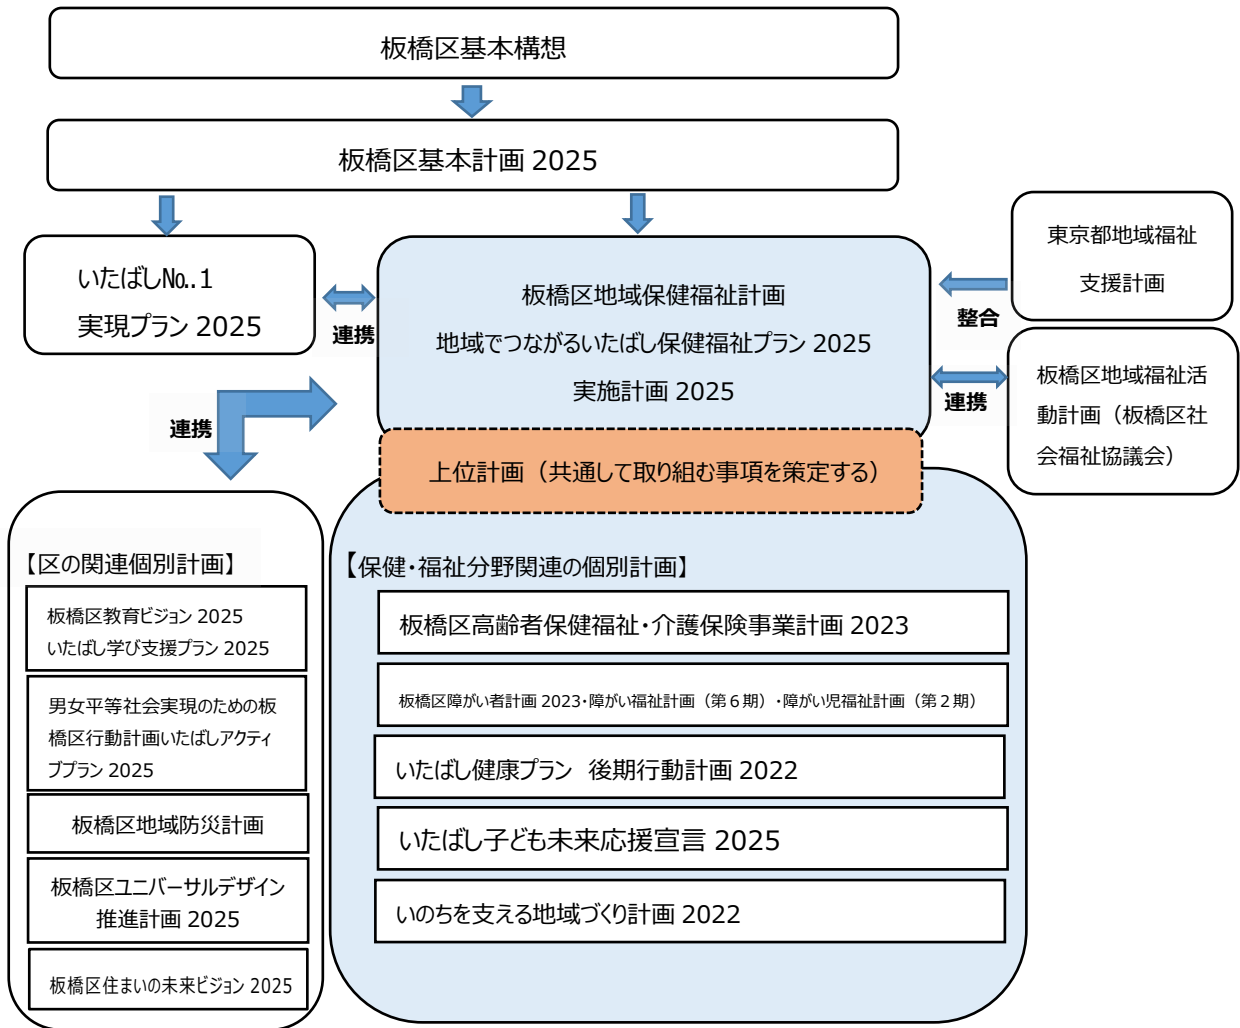 板橋区基本構想
板橋区基本計画 2025
いたばし№..1
実現プラン 2025
連携
板橋区地域保健福祉計画
地域でつながるいたばし保健福祉プラン 2025
実施計画 2025
東京都地域福祉
支援計画
整合
連携
板橋区地域福祉活
動計画（板橋区社
会福祉協議会）
連携
上位計画（共通して取り組む事項を策定する）
【区の関連個別計画】
板橋区教育ビジョン 2025
いたばし学び支援プラン 2025
男女平等社会実現のための板
橋区行動計画いたばしアクティ
ブプラン 2025
板橋区地域防災計画
板橋区ユニバーサルデザイン
推進計画 2025
板橋区住まいの未来ビジョン 2025
【保健・福祉分野関連の個別計画】
板橋区高齢者保健福祉・介護保険事業計画 2023
板橋区障がい者計画 2023・障がい福祉計画（第６期）・障がい児福祉計画（第２期）
いたばし健康プラン　後期行動計画 2022
いたばし子ども未来応援宣言 2025
いのちを支える地域づくり計画 2022